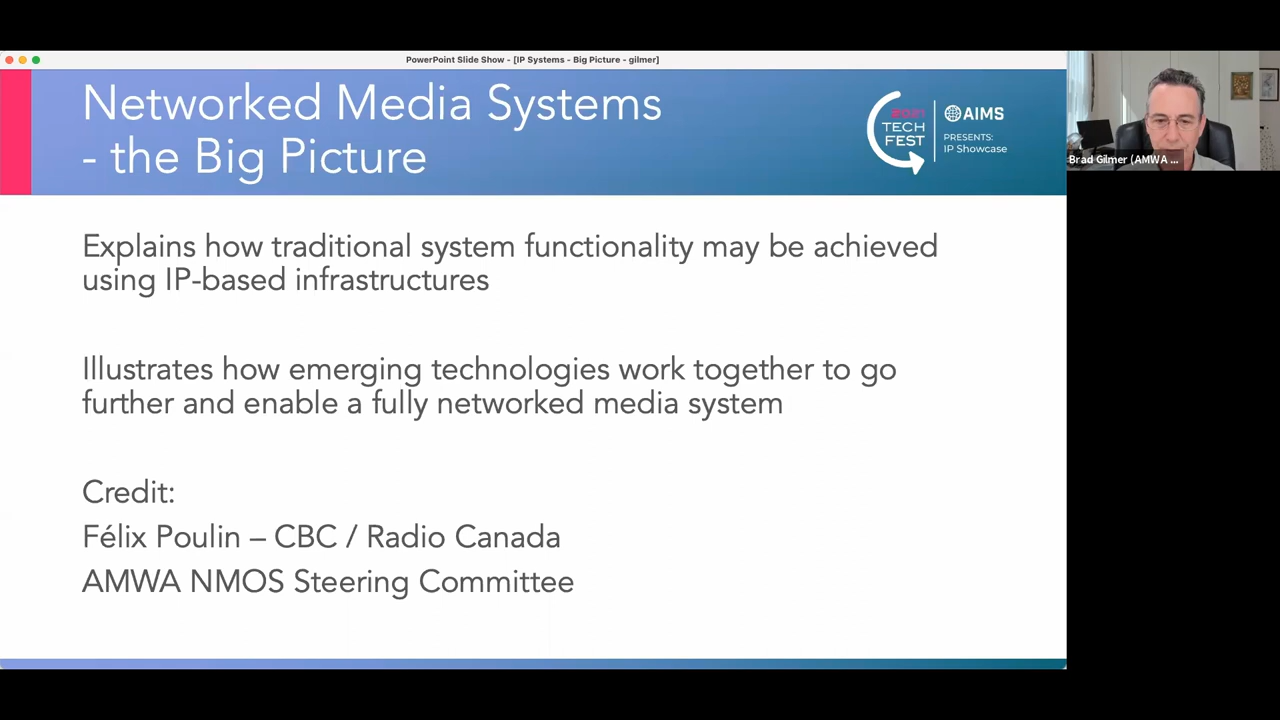 PowerPoint Slide Show - [IP Systems - Big Picture - gilmer]
Networked Media Systems
- the Big Picture
2021
TECH
FEST
AIMS
PRESENTS:
IP Showcase
Brad Gilmer (AMWA ...
Explains how traditional system functionality may be achieved
using IP-based infrastructures
Illustrates how emerging technologies work together to go
further and enable a fully networked media system
Credit:
Félix Poulin – CBC / Radio Canada
AMWA NMOS Steering Committee